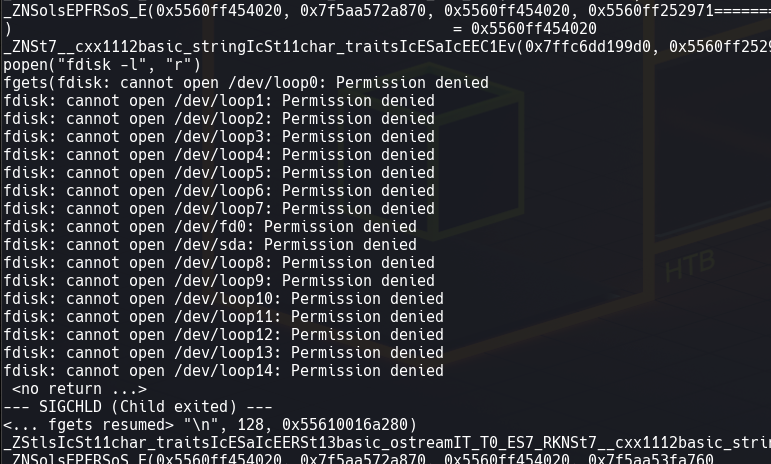 _ZNSolsEPFRSoS_E(0x5560ff454020, 0x7f5aa572a870, 0x5560ff454020, 0x5560ff252971=======
) = 0x5560ff454020
_ZNSt7__cxx1112basic_stringIcSt11char_traitsIcESaIcEEC1Ev(0x7ffc6dd199d0, 0x5560ff2529
popen("fdisk -l", "r")
fgets(fdisk: cannot open /dev/loop0: Permission denied
fdisk: cannot open /dev/loop1: Permission denied
fdisk: cannot open /dev/loop2: Permission denied
fdisk: cannot open /dev/loop3: Permission denied
fdisk: cannot open /dev/loop4: Permission denied
fdisk: cannot open /dev/loop5: Permission denied
fdisk: cannot open /dev/loop6: Permission denied
fdisk: cannot open /dev/loop7: Permission denied
fdisk: cannot open /dev/fd0: Permission denied
fdisk: cannot open /dev/sda: Permission denied
fdisk: cannot open /dev/loop8: Permission denied
fdisk: cannot open /dev/loop9: Permission denied
HTB
fdisk: cannot open /dev/loop10: Permission denied
fdisk: cannot open /dev/loop11: Permission denied
fdisk: cannot open /dev/loop12: Permission denied
fdisk: cannot open /dev/loop13: Permission denied
fdisk: cannot open /dev/loop14: Permission denied
<no return ...>
--- SIGCHLD (Child exited) ---
<... fgets resumed> "\n", 128, 0x55610016a280)
_ZStlsIcSt11char_traitsIcESaIcEERSt13basic_ostreamIT_T0_ES7_RKNSt7__cxx1112basic_strin
_ZNSolsEPFRSoS_E(0x5560ff454020, 0x7f5aa572a870, 0x5560ff454020, 0x7f5aa53fa760